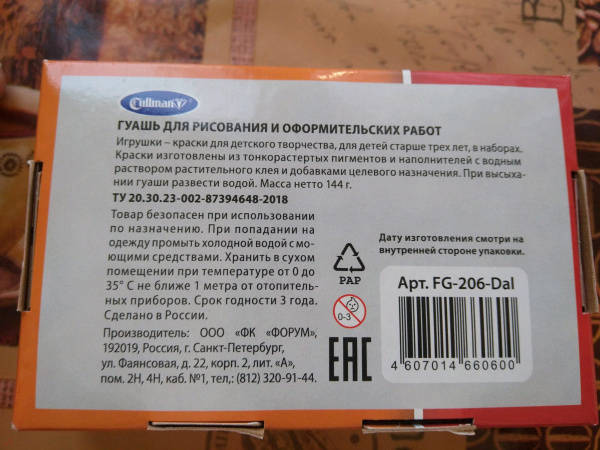 Cullman
ГУАШЬ ДЛЯ РИСОВАНИЯ И ОФОРМИТЕЛЬСКИХ РАБОТ
Игрушки – краски для детского творчества, для детей старше трех лет, в наборах.
Краски изготовлены из тонкорастертых пигментов и наполнителей с водным
раствором растительного клея и добавками целевого назначения. При высыха-
нии гуаши развести водой. Масса нетто 144 г.
ТУ 20.30.23-002-87394648-2018
Товар безопасен при использовании
по назначению. При попадании на
одежду промыть холодной водой с мо-
ющими средствами. Хранить в сухом
помещении при температуре от 0 до
35° С не ближе 1 метра от отопитель-
ных приборов. Срок годности 3 года.
Сделано в России.
Производитель: ООО «ФК «ФОРУМ»,
192019, Россия, г. Санкт-Петербург,
ул. Фаянсовая, д. 22, корп. 2, лит. «А»,
пом. 2Н, 4Н, каб. №1, тел,: (812) 320-91-44.
PAP
0-3
EAC
Дату изготовления смотри на
внутренней стороне упаковки.
Арт. FG-206-Dal
4 607014 660600